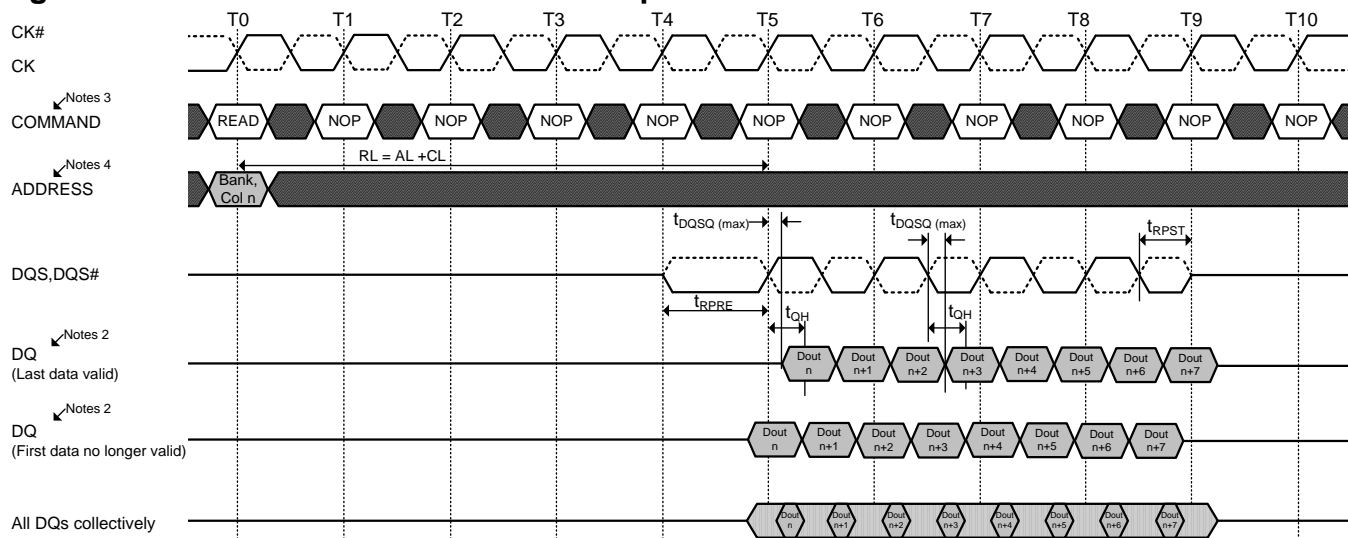 T0 T1 T2 T3 T4 T5 T6 T7 T8 T9 T10
CK#
CK
Notes 3
COMMAND
READ NOP NOP NOP NOP NOP NOP NOP NOP NOP NOP
RL = AL +CL
Notes 4
ADDRESS
Bank,
Col n
tDQSQ (max) tDQSQ (max) tRPST
DQS,DQS#
tRPRE tQH tQH
Notes 2
DQ
(Last data valid)
Dout Dout Dout Dout Dout Dout Dout Dout
n n+1 n+2 n+3 n+4 n+5 n+6 n+7
Notes 2
DQ
(First data no longer valid)
Dout Dout Dout Dout Dout Dout Dout Dout
n n+1 n+2 n+3 n+4 n+5 n+6 n+7
All DQs collectively
Dout Dout Dout Dout Dout Dout Dout Dout
n n+1 n+2 n+3 n+4 n+5 n+6 n+7